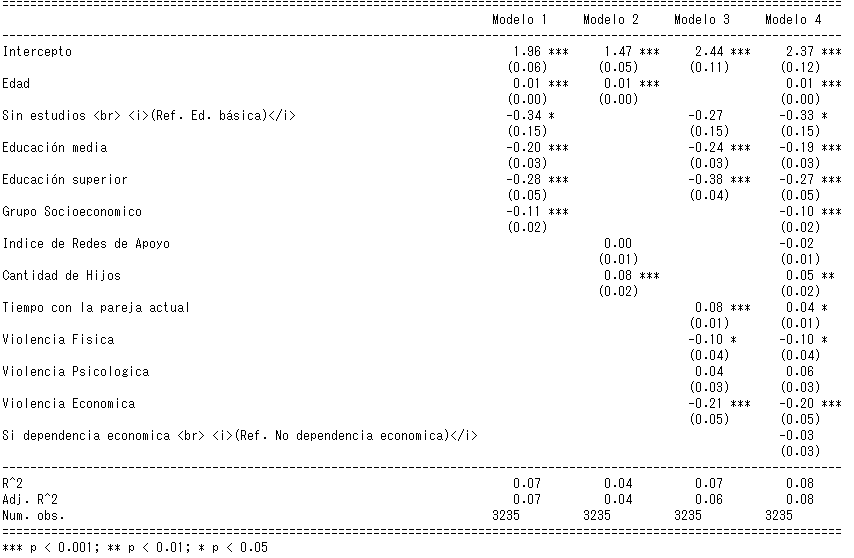 ======================================================================================
Modelo 1 Modelo 2 Modelo 3 Modelo 4
--------------------------------------------------------------------------------------
Intercepto 1.96 *** 1.47 *** 2.44 *** 2.37 ***
(0.06) (0.05) (0.11) (0.12)
Edad 0.01 *** 0.01 *** 0.01 ***
(0.00) (0.00) (0.00)
Sin estudios <br> <i>(Ref. Ed. básica)</i> -0.34 * -0.27 -0.33 *
(0.15) (0.15) (0.15)
Educación media -0.20 *** -0.24 *** -0.19 ***
(0.03) (0.03) (0.03)
Educación superior -0.28 *** -0.38 *** -0.27 ***
(0.05) (0.04) (0.05)
Grupo Socioeconomico -0.11 *** -0.10 ***
(0.02) (0.02)
Indice de Redes de Apoyo 0.00 -0.02
(0.01) (0.01)
Cantidad de Hijos 0.08 *** 0.05 **
(0.02) (0.02)
Tiempo con la pareja actual 0.08 *** 0.04 *
(0.01) (0.01)
Violencia Fisica -0.10 * -0.10 *
(0.04) (0.04)
Violencia Psicologica 0.04 0.06
(0.03) (0.03)
Violencia Economica -0.21 *** -0.20 ***
(0.05) (0.05)
Si dependencia economica <br> <i>(Ref. No dependencia economica)</i> -0.03
(0.03)
--------------------------------------------------------------------------------------
R^2 0.07 0.04 0.07 0.08
Adj. R^2 0.07 0.04 0.06 0.08
Num. obs. 3235 3235 3235 3235
======================================================================================
*** p < 0.001; ** p < 0.01; * p < 0.05